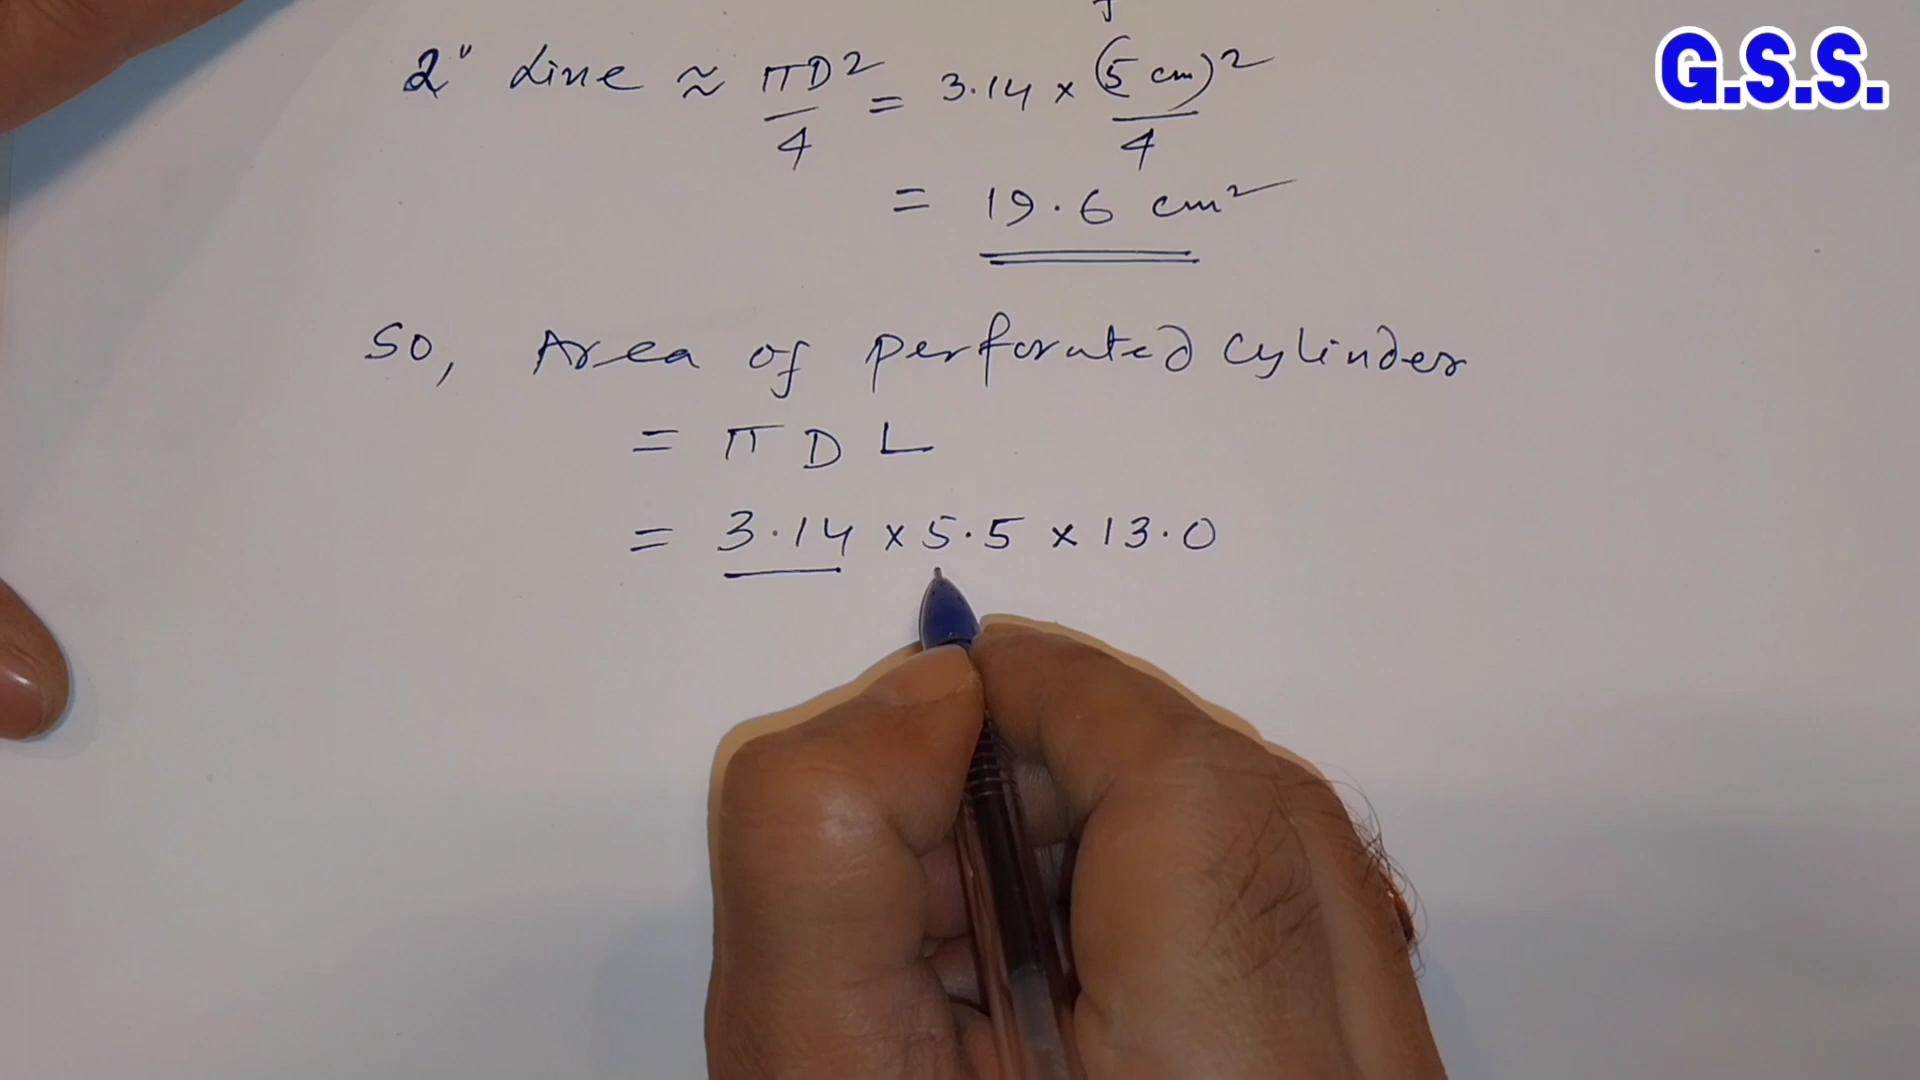 G.S.S.
2" Line ≈ πD²/4 = 3.14 × (5 cm)²/4
= 19.6 cm²
So, Area of perforated cylinder
= π D L
= 3.14 × 5.5 × 13.0